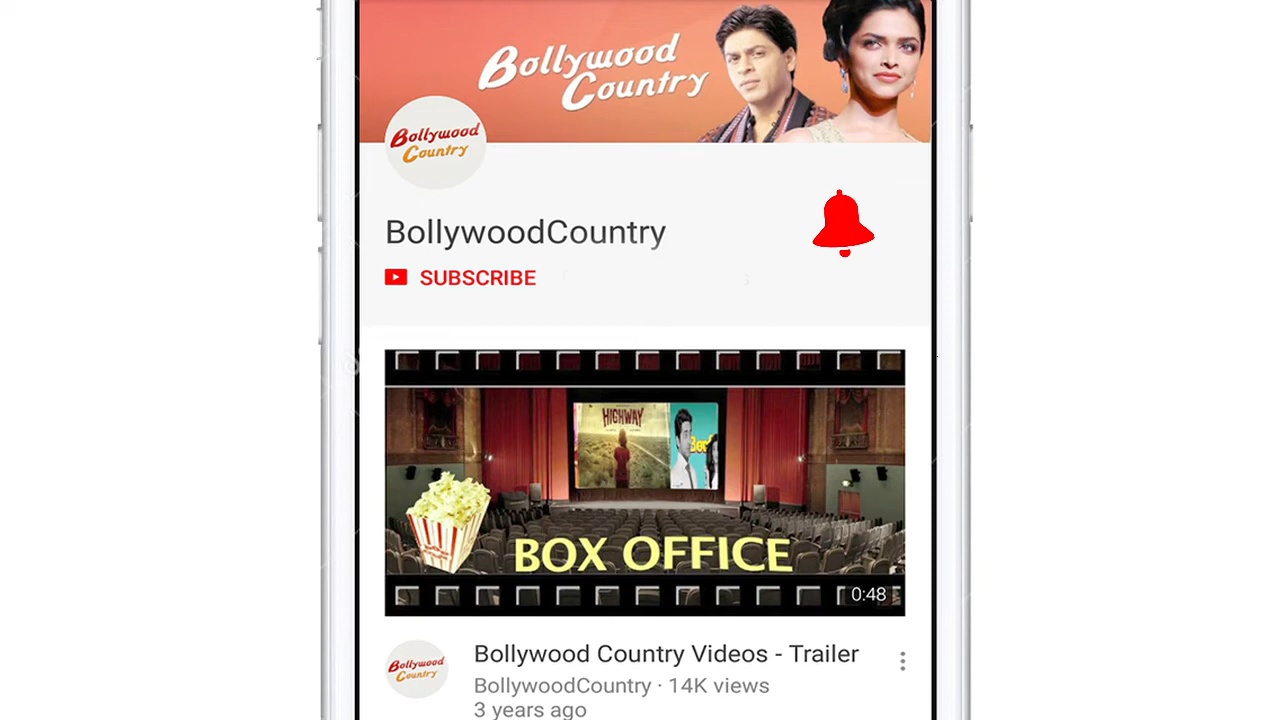 Bollywood
Country
Bollywood
Country
BollywoodCountry
SUBSCRIBE
HIGHWAY
BOX OFFICE
0:48
Bollywood
Country
Bollywood Country Videos - Trailer
BollywoodCountry · 14K views
3 years ago